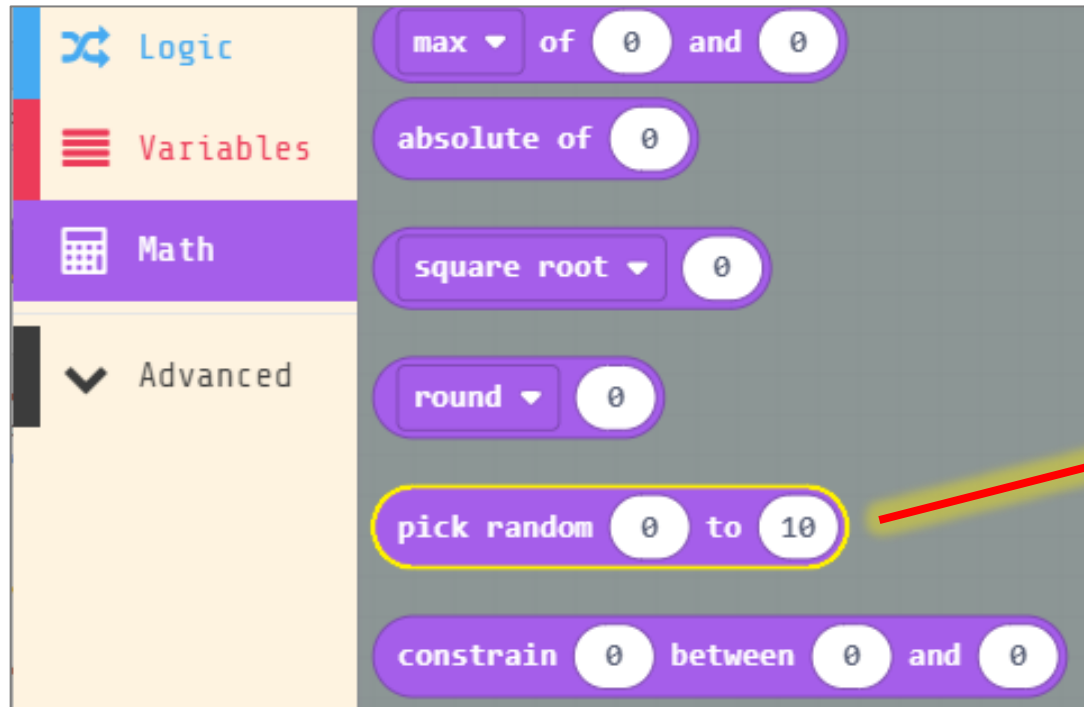 Logic
Variables
Math
Advanced
max of 0 and 0
absolute of 0
square root 0
round 0
pick random 0 to 10
constrain 0 between 0 and 0